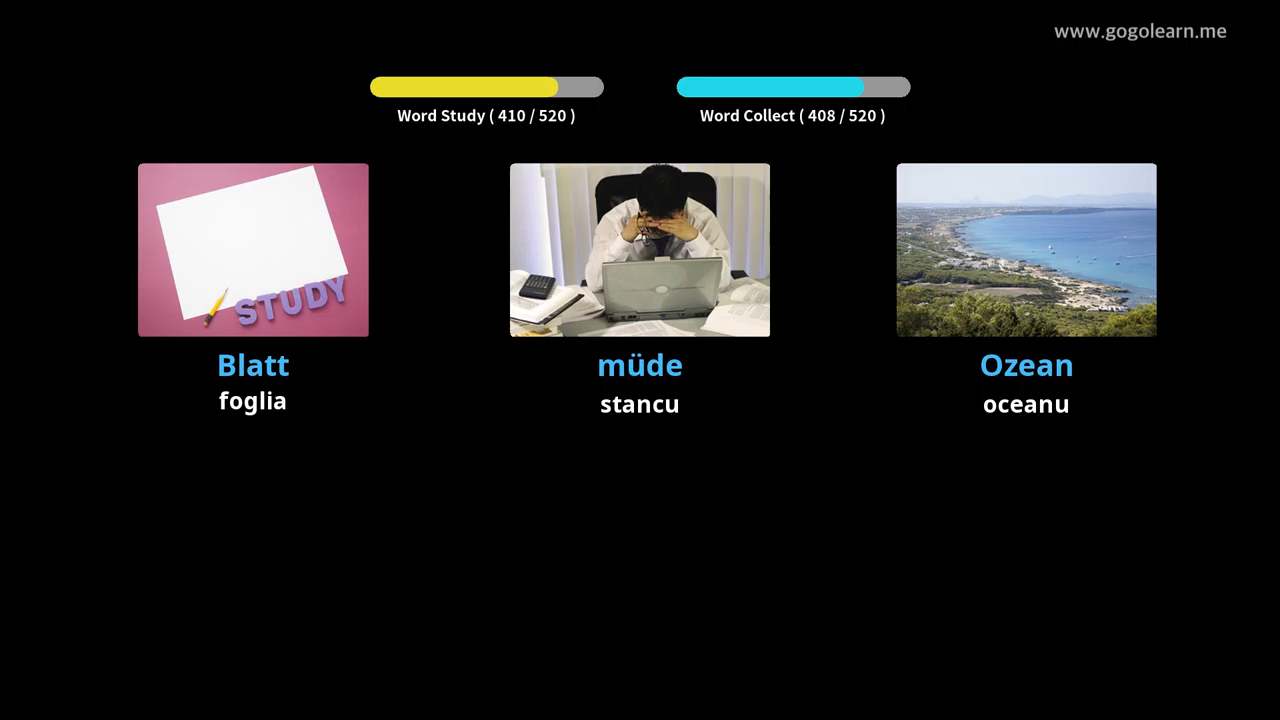 www.gogolearn.me
Word Study ( 410 / 520 )
Word Collect ( 408 / 520 )
STUDY
Blatt
foglia
müde
stancu
Ozean
oceanu